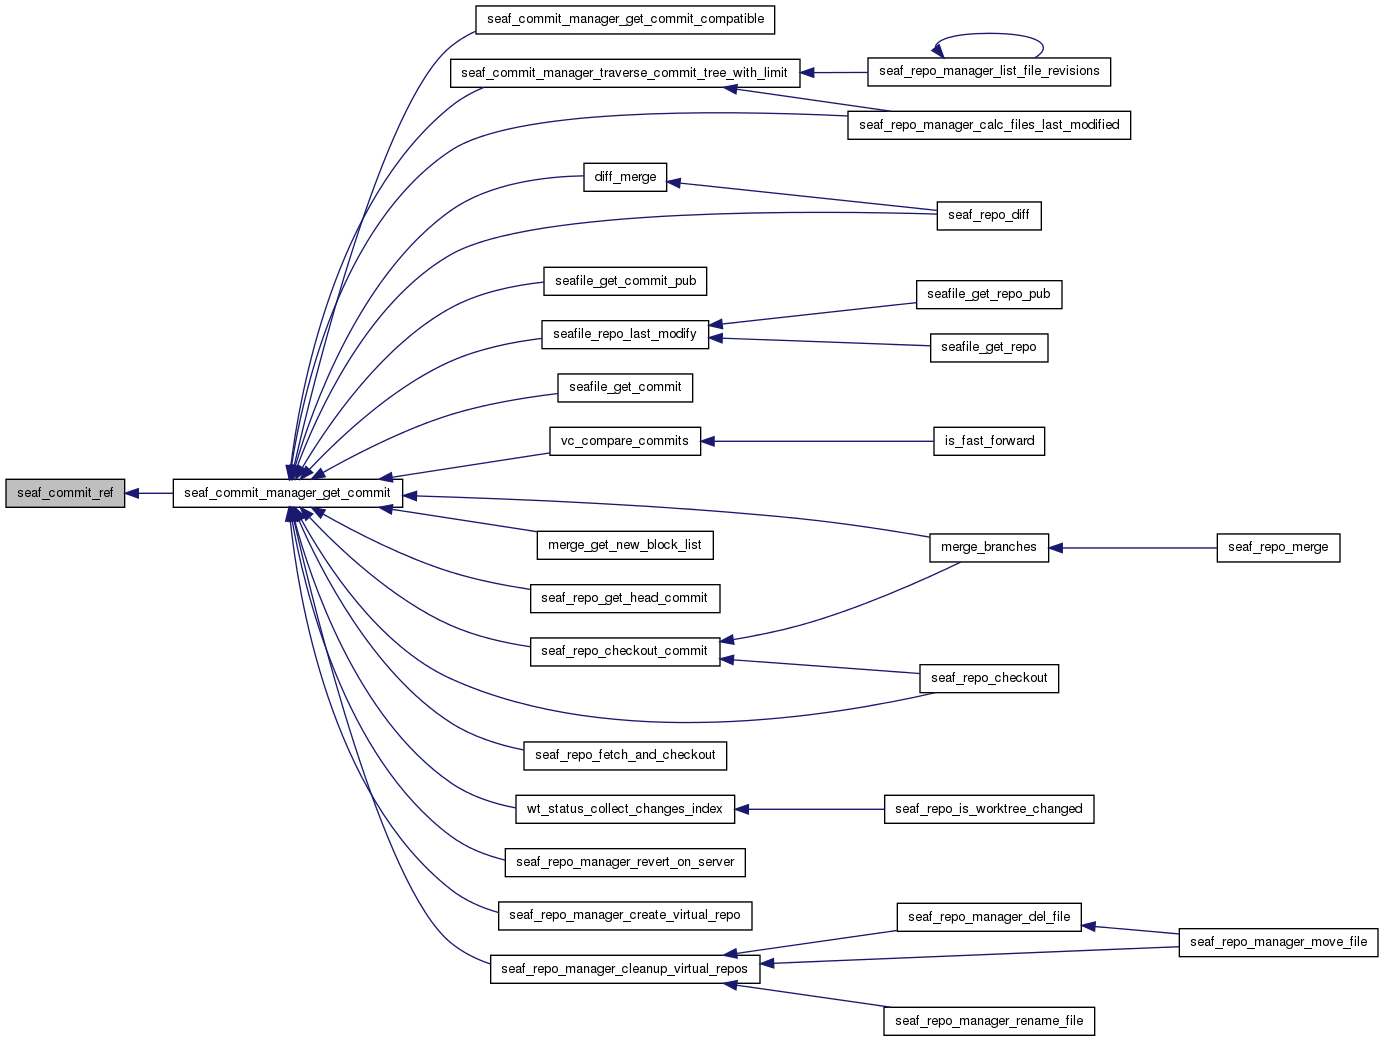 seaf_commit_manager_get_commit_compatible
seaf_commit_manager_traverse_commit_tree_with_limit
seaf_repo_manager_list_file_revisions
seaf_repo_manager_calc_files_last_modified
diff_merge
seaf_repo_diff
seafile_get_commit_pub
seafile_get_repo_pub
seafile_repo_last_modify
seafile_get_repo
seafile_get_commit
vc_compare_commits
is_fast_forward
seaf_commit_ref
seaf_commit_manager_get_commit
merge_get_new_block_list
merge_branches
seaf_repo_merge
seaf_repo_get_head_commit
seaf_repo_checkout_commit
seaf_repo_checkout
seaf_repo_fetch_and_checkout
wt_status_collect_changes_index
seaf_repo_is_worktree_changed
seaf_repo_manager_revert_on_server
seaf_repo_manager_create_virtual_repo
seaf_repo_manager_del_file
seaf_repo_manager_move_file
seaf_repo_manager_cleanup_virtual_repos
seaf_repo_manager_rename_file